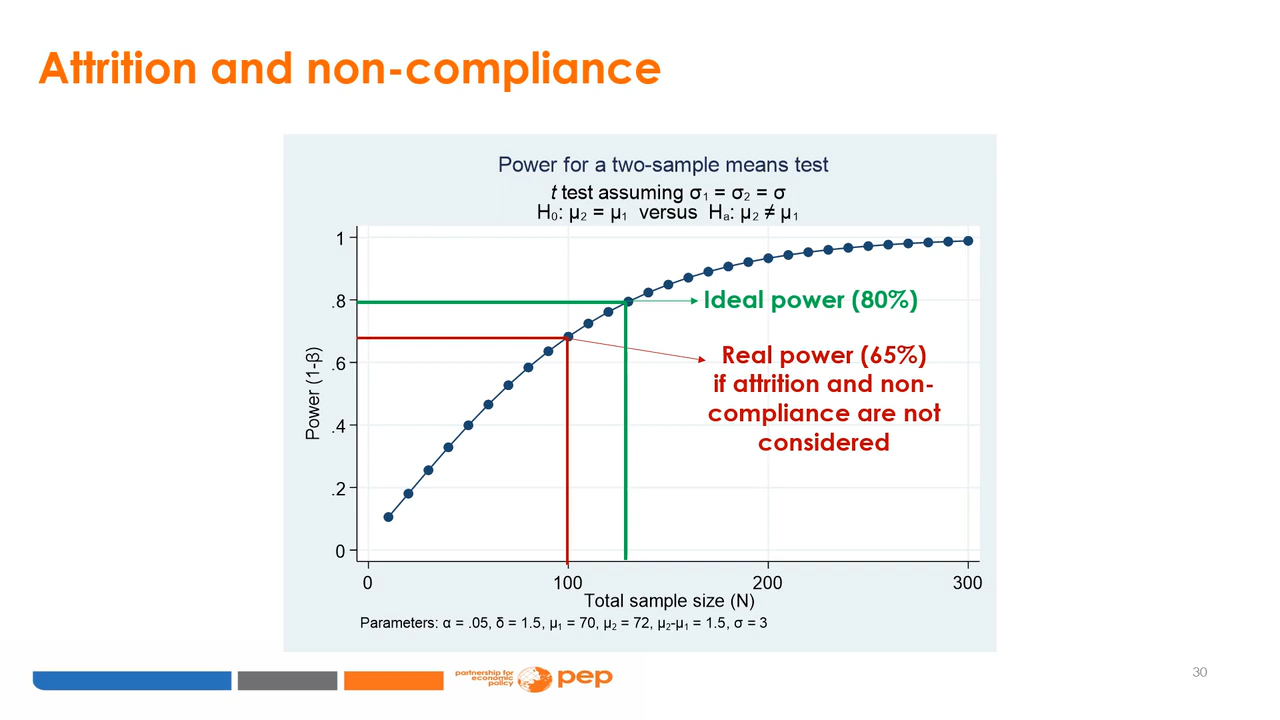 Attrition and non-compliance
Power for a two-sample means test
t test assuming σ₁ = σ₂ = σ
H₀: μ₂ = μ₁ versus Hₐ: μ₂ ≠ μ₁
Power (1-β)
1
.8
.6
.4
.2
0
Ideal power (80%)
Real power (65%)
if attrition and non-
compliance are not
considered
0 100 200 300
Total sample size (N)
Parameters: α = .05, δ = 1.5, μ₁ = 70, μ₂ = 72, μ₂-μ₁ = 1.5, σ = 3
partnership for
economic
policy
pep
30